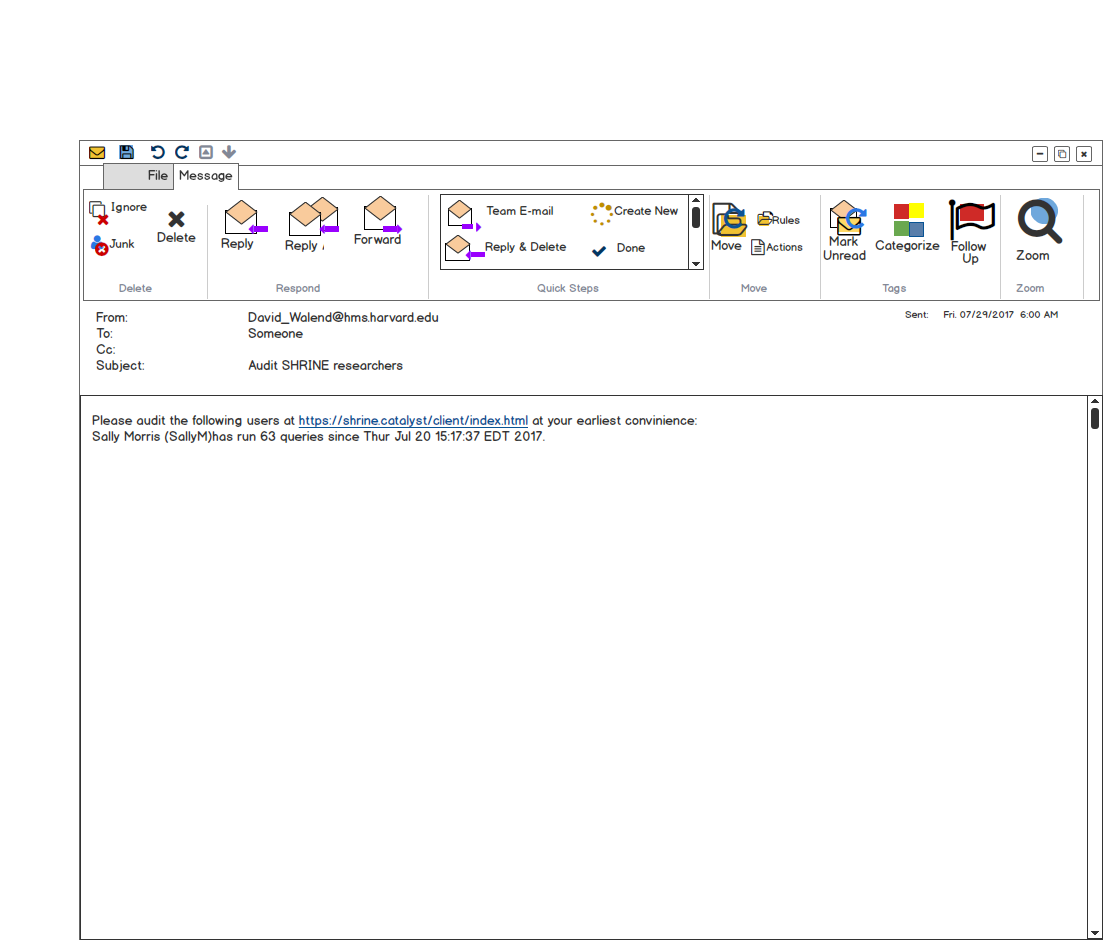 File Message
Ignore
Junk
Delete
Reply
Reply
Forward
Team E-mail
Reply & Delete
Create New
Done
Move
Rules
Actions
Mark
Unread
Categorize
Follow
Up
Zoom
Delete Respond Quick Steps Move Tags Zoom
From: David_Walend@hms.harvard.edu Sent: Fri. 07/29/2017 6:00 AM
To: Someone
Cc:
Subject: Audit SHRINE researchers
Please audit the following users at https://shrine.catalyst/client/index.html at your earliest convinience:
Sally Morris (SallyM)has run 63 queries since Thur Jul 20 15:17:37 EDT 2017.